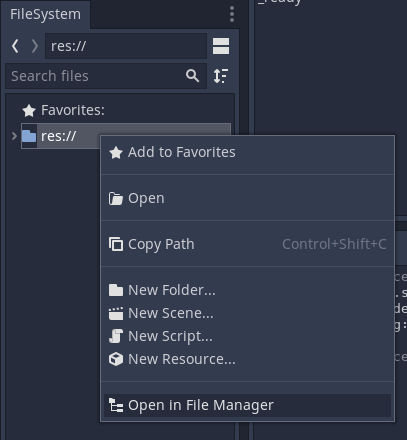 FileSystem
_ready
res://
Search files
Favorites:
res://
Add to Favorites
Open
Copy Path Control+Shift+C
New Folder...
New Scene...
New Script...
New Resource...
Open in File Manager